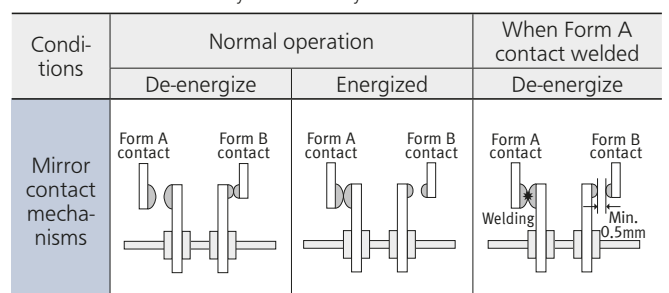 Condi-
tions
Normal operation
When Form A
contact welded
De-energize
Energized
De-energize
Mirror
contact
mecha-
nisms
Form A
contact
Form B
contact
Form A
contact
Form B
contact
Form A
contact
Form B
contact
Welding
Min.
0.5mm